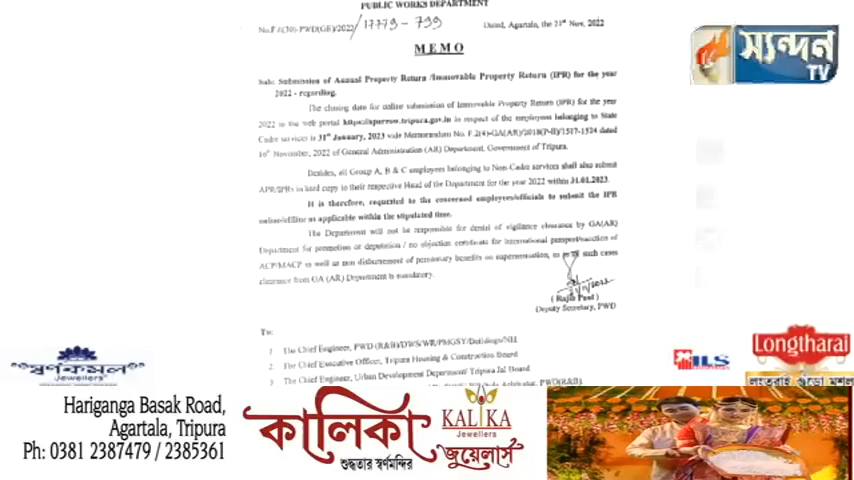 PUBLIC WORKS DEPARTMENT
Dated, Agartala, the 21st Nov, 2022
MEMO
Sub: Submission of Annual Property Return /Immovable Property Return (IPR) for the year
2022 - regarding.
The closing date for online submission of Immovable Property Return (IPR) for the year
2022 in the web portal https://sparrow.tripura.gov.in in respect of the employees belonging to State
Cadre services is 31st January, 2023 vide Memorandum No. F.2(4)-GA(AR)/2018(P-II)/1517-1524 dated
16th November, 2022 of General Administration (AR) Department, Government of Tripura.
Besides, all Group A, B & C employees belonging to Non-Cadre services shall also submit
APR/IPRs in hard copy to their respective Head of the Department for the year 2022 within 31.01.2023.
It is therefore, requested to the concerned employees/officials to submit the IPR
online/offline as applicable within the stipulated time.
The Department will not be responsible for denial of vigilance clearance by GA(AR)
Department for promotion or deputation / no objection certificate for International passport/sanction of
ACP/MACP as well as non disbursement of pensionary benefits on superannuation, as in all such cases
clearance from GA (AR) Department is mandatory.
Deputy Secretary, PWD
To:
1 The Chief Engineer, PWD (R&B)/DWS/WR/PMGSY/Buildings/NH
2. The Chief Executive Officer, Tripura Housing & Construction Board
3 The Chief Engineer, Urban Development Department/ Tripura Jal Board
PWD(R&B)
স্যন্দন
TV
স্বর্ণকমল
Jewellers
ILS
HOSPITALS
Longtharai
লংতরাই গুঁড়ো মশলা
Hariganga Basak Road,
Agartala, Tripura
Ph: 0381 2387479 / 2385361
কালিকা
শুদ্ধতার স্বর্ণমন্দির
KALIKA
Jewellers
জুয়েলার্স